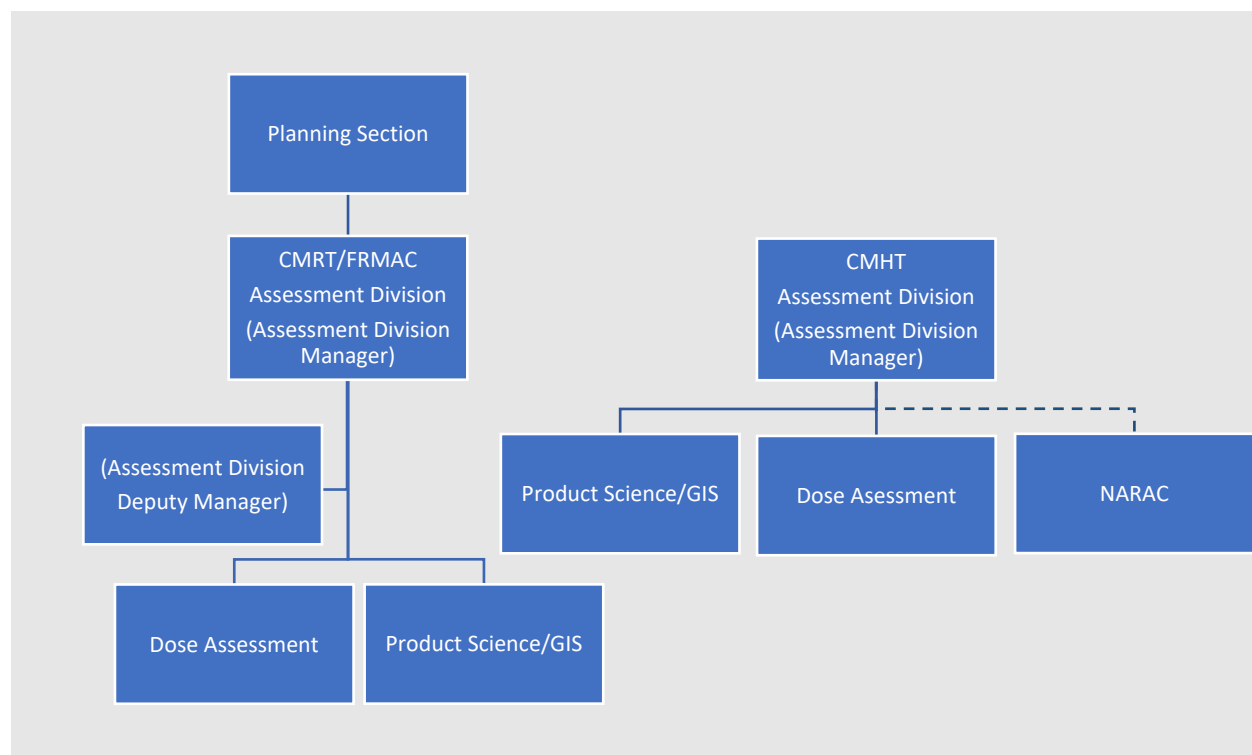 Planning Section
CMRT/FRMAC
Assessment Division
(Assessment Division
Manager)
CMHT
Assessment Division
(Assessment Division
Manager)
(Assessment Division
Deputy Manager)
Product Science/GIS
Dose Asessment
NARAC
Dose Assessment
Product Science/GIS